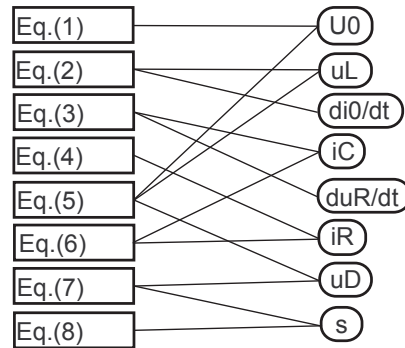 Eq.(1) U0
Eq.(2) uL
Eq.(3) di0/dt
Eq.(4) iC
Eq.(5) duR/dt
Eq.(6) iR
Eq.(7) uD
Eq.(8) s